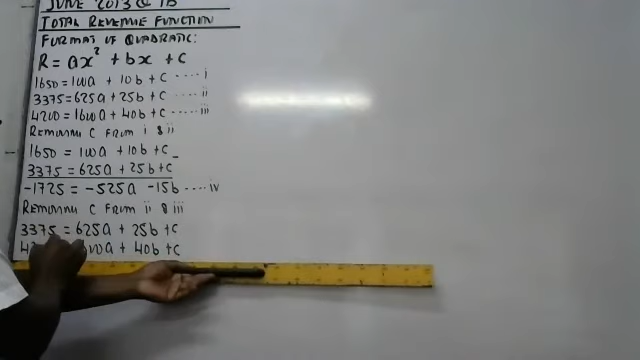 JUNE 2013 Q 1B
TOTAL REVENUE FUNCTION
FORMAT OF QUADRATIC:
R = ax² + bx + c
1650 = 100a + 10b + c ····· i
3375 = 625a + 25b + c ····· ii
4200 = 1600a + 40b + c ····· iii
REMOVING C FROM i & ii
1650 = 100a + 10b + c -
3375 = 625a + 25b + c
-1725 = -525a -15b ···· iv
REMOVING C FROM ii & iii
3375 = 625a + 25b + c
a + 40b + c